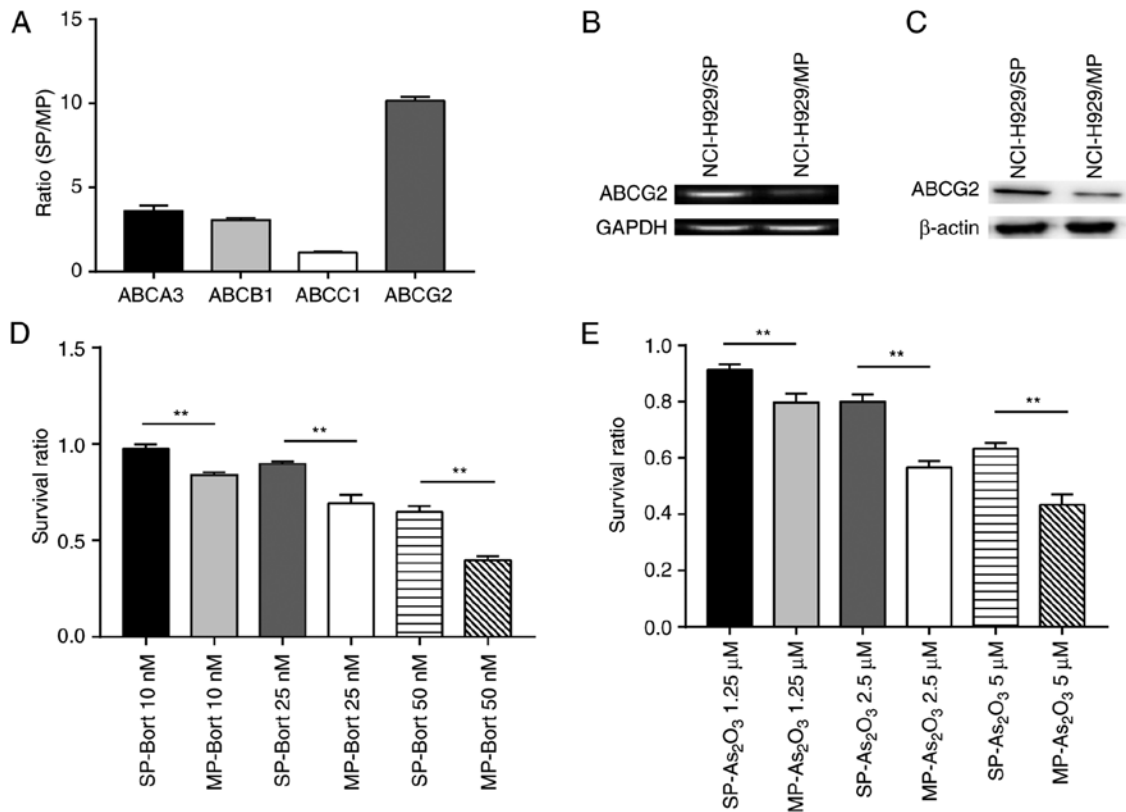 A
Ratio (SP/MP)
15
10
5
0
ABCA3 ABCB1 ABCC1 ABCG2
B
NCI-H929/SP
NCI-H929/MP
ABCG2
GAPDH
C
NCI-H929/SP
NCI-H929/MP
ABCG2
β-actin
D
Survival ratio
1.5
1.0
0.5
0.0
**
**
**
SP-Bort 10 nM
MP-Bort 10 nM
SP-Bort 25 nM
MP-Bort 25 nM
SP-Bort 50 nM
MP-Bort 50 nM
E
Survival ratio
1.0
0.8
0.6
0.4
0.2
0.0
**
**
**
SP-As₂O₃ 1.25 μM
MP-As₂O₃ 1.25 μM
SP-As₂O₃ 2.5 μM
MP-As₂O₃ 2.5 μM
SP-As₂O₃ 5 μM
MP-As₂O₃ 5 μM